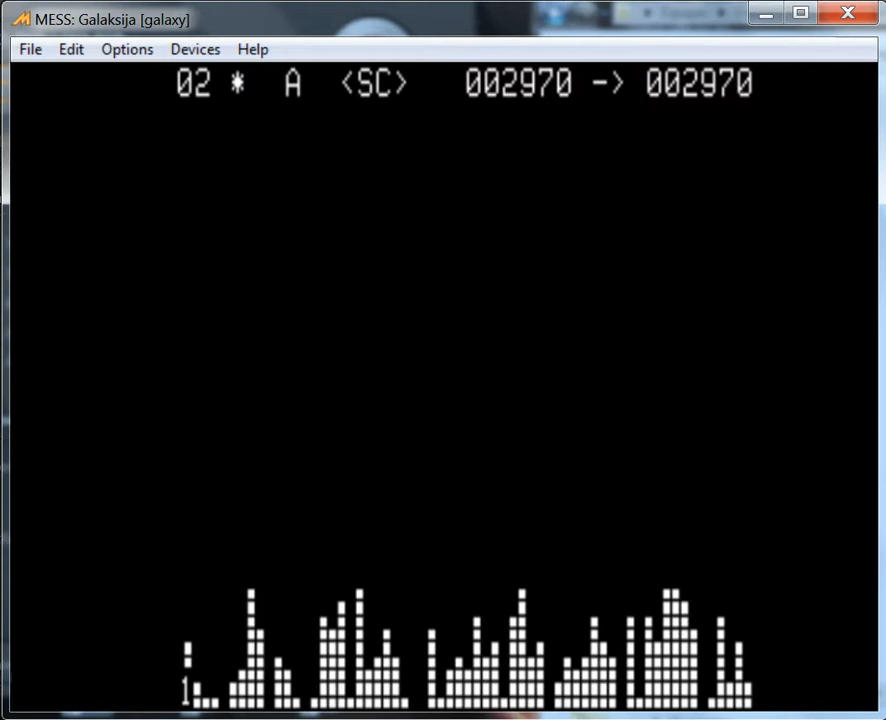 MESS: Galaksija [galaxy]
File Edit Options Devices Help
02 * A <SC> 002970 -> 002970
1